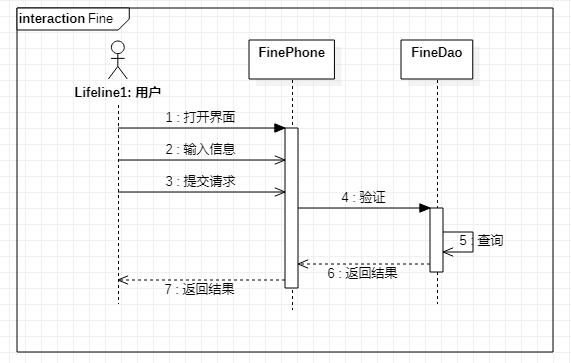 interaction Fine
FinePhone
FineDao
Lifeline1: 用户
1 : 打开界面
2 : 输入信息
3 : 提交请求
4 : 验证
5 : 查询
6 : 返回结果
7 : 返回结果